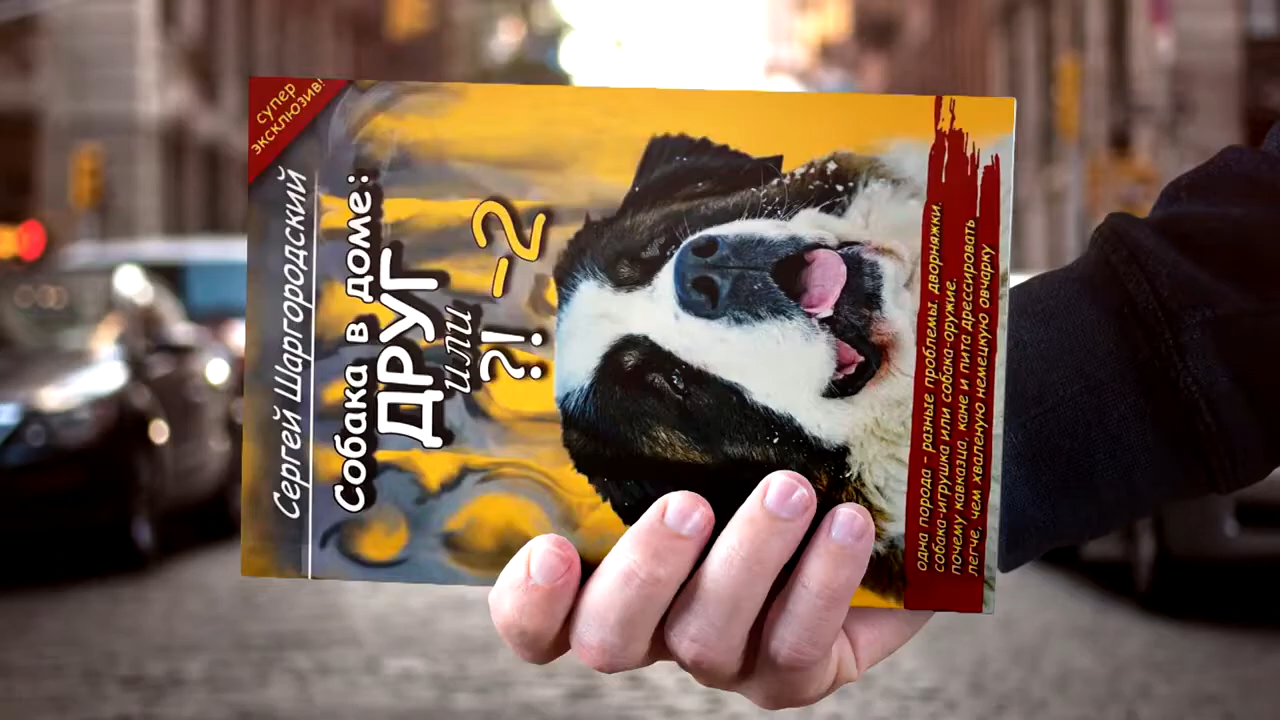 супер
эксклюзив!
Сергей Шаргородский
Собака в доме:
ДРУГ
или
?! -2
одна порода – разные проблемы. дворняжки.
собака-игрушка или собака-оружие.
почему кавказца, кане и пита дрессировать
легче, чем хваленую немецкую овчарку